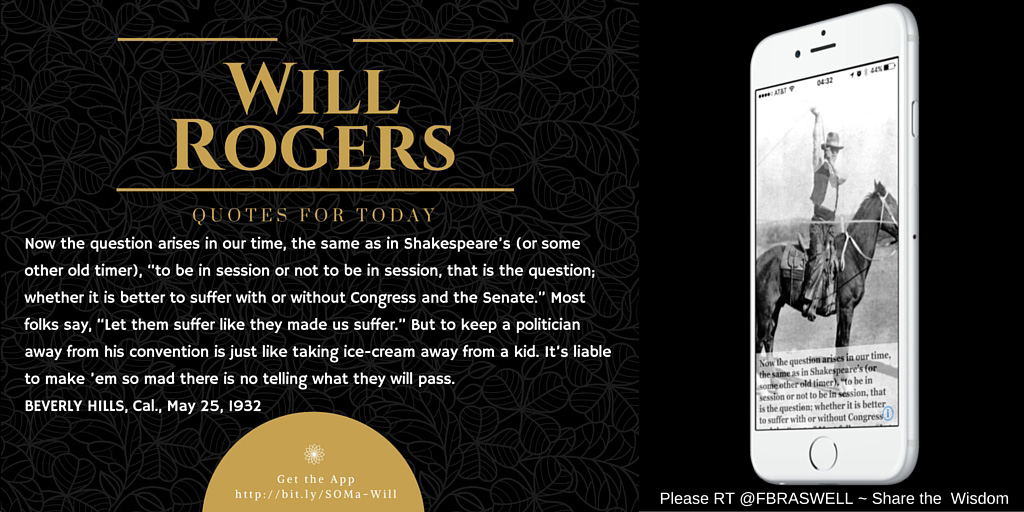 WILL
ROGERS
QUOTES FOR TODAY
Now the question arises in our time, the same as in Shakespeare's (or some
other old timer), "to be in session or not to be in session, that is the question;
whether it is better to suffer with or without Congress and the Senate." Most
folks say, "Let them suffer like they made us suffer." But to keep a politician
away from his convention is just like taking ice-cream away from a kid. It's liable
to make 'em so mad there is no telling what they will pass.
BEVERLY HILLS, Cal., May 25, 1932
Get the App
http://bit.ly/SOMa-Will
AT&T 04:32 44%
Now the question arises in our time,
the same as in Shakespeare's (or
some other old timer), "to be in
session or not to be in session, that
is the question; whether it is better
to suffer with or without Congress
Please RT @FBRASWELL ~ Share the Wisdom